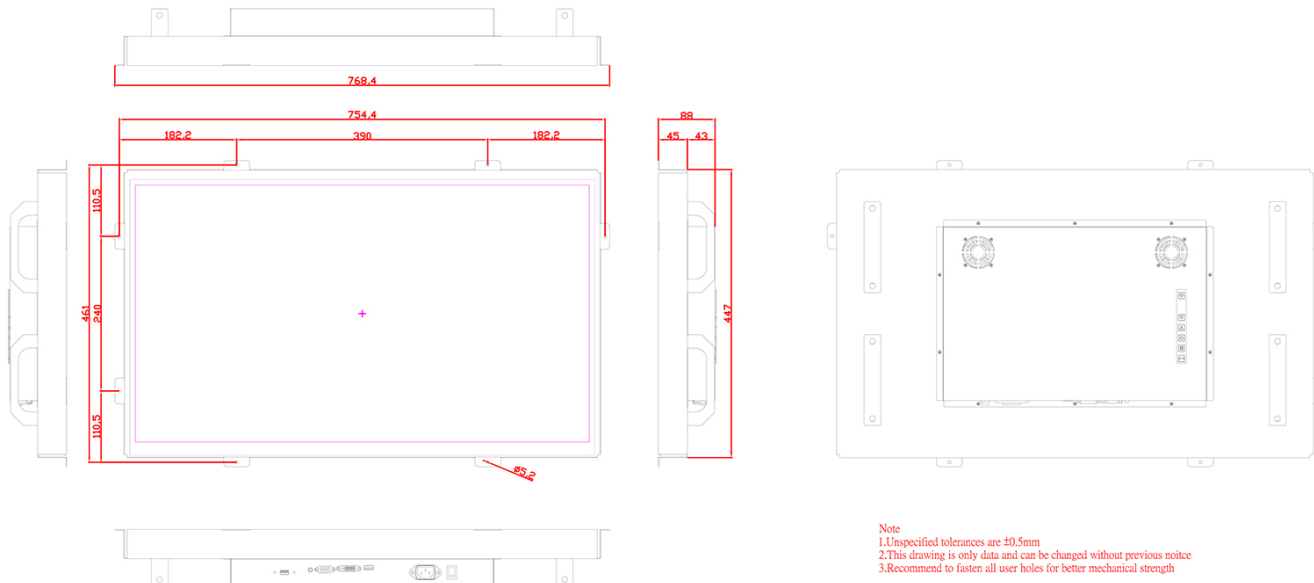 768.4
754.4
182.2 390 182.2
88
45 43
110.5
461
240
110.5
447
ø5.2
Note
1.Unspecified tolerances are ±0.5mm
2.This drawing is only data and can be changed without previous noitce
3.Recommend to fasten all user holes for better mechanical strength